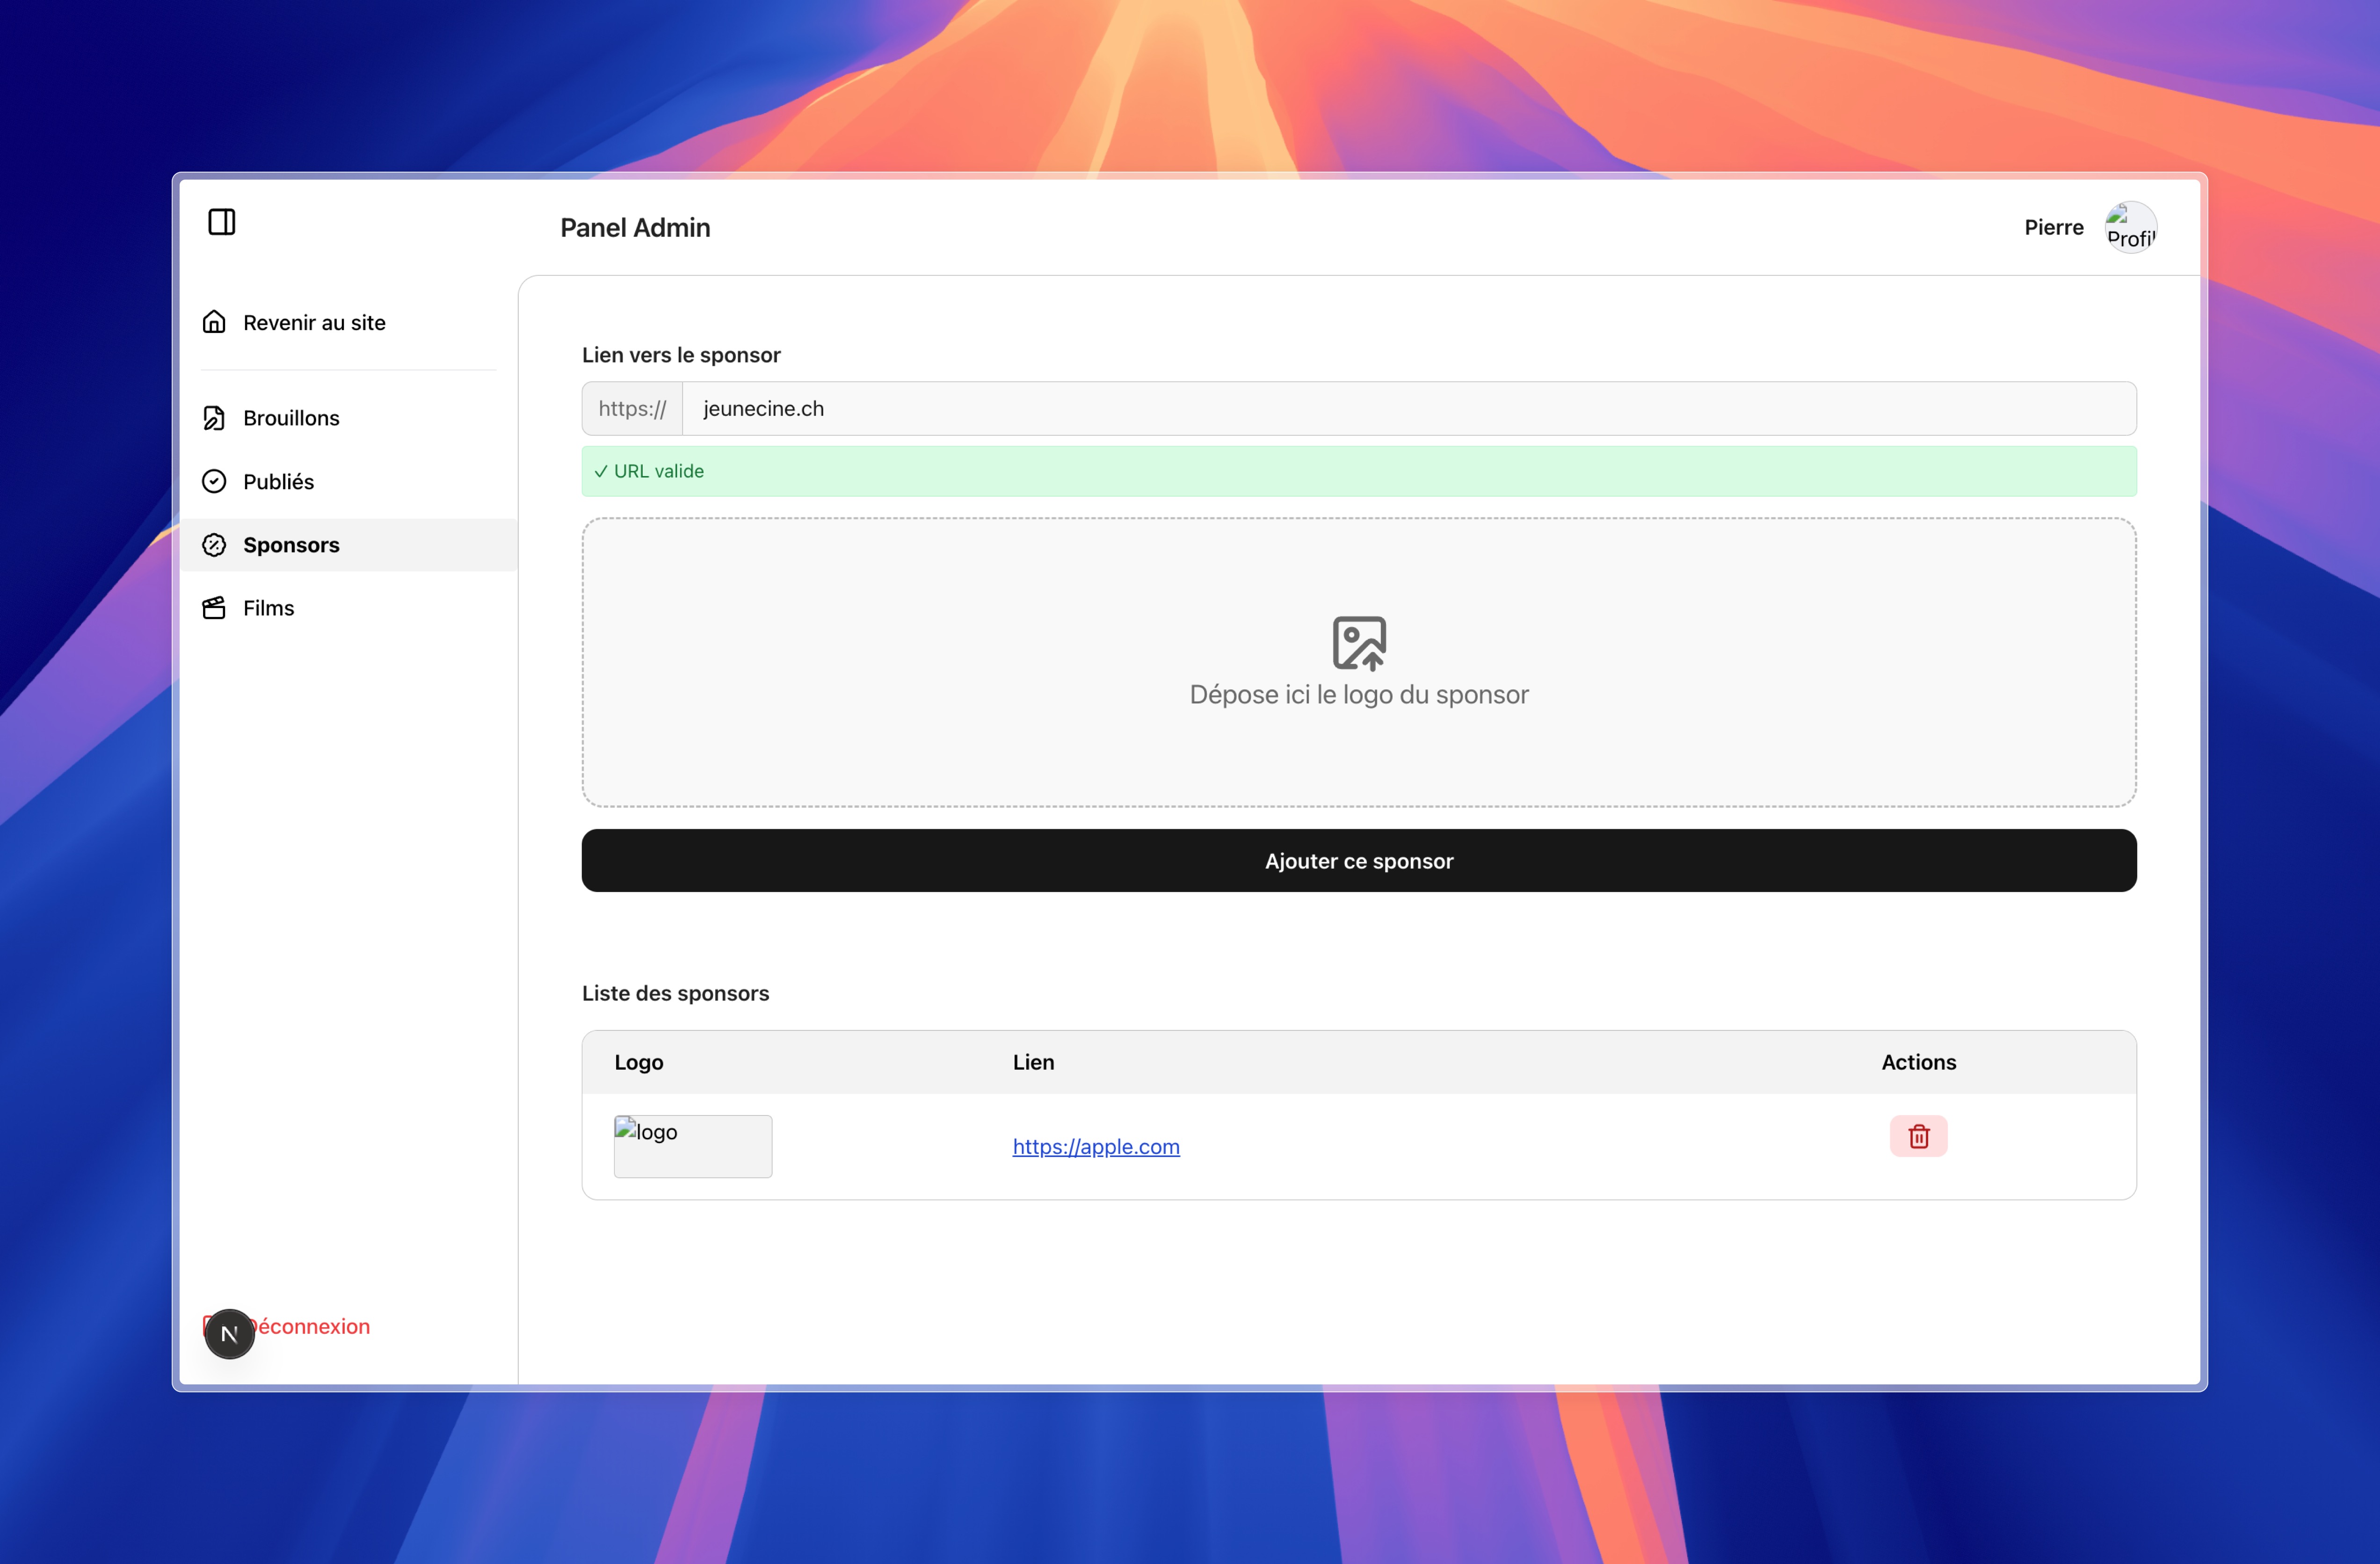 Panel Admin
Pierre
Profil
Revenir au site
Brouillons
Publiés
Sponsors
Films
Déconnexion
N
Lien vers le sponsor
https:// jeunecine.ch
✓ URL valide
Dépose ici le logo du sponsor
Ajouter ce sponsor
Liste des sponsors
Logo Lien Actions
logo https://apple.com